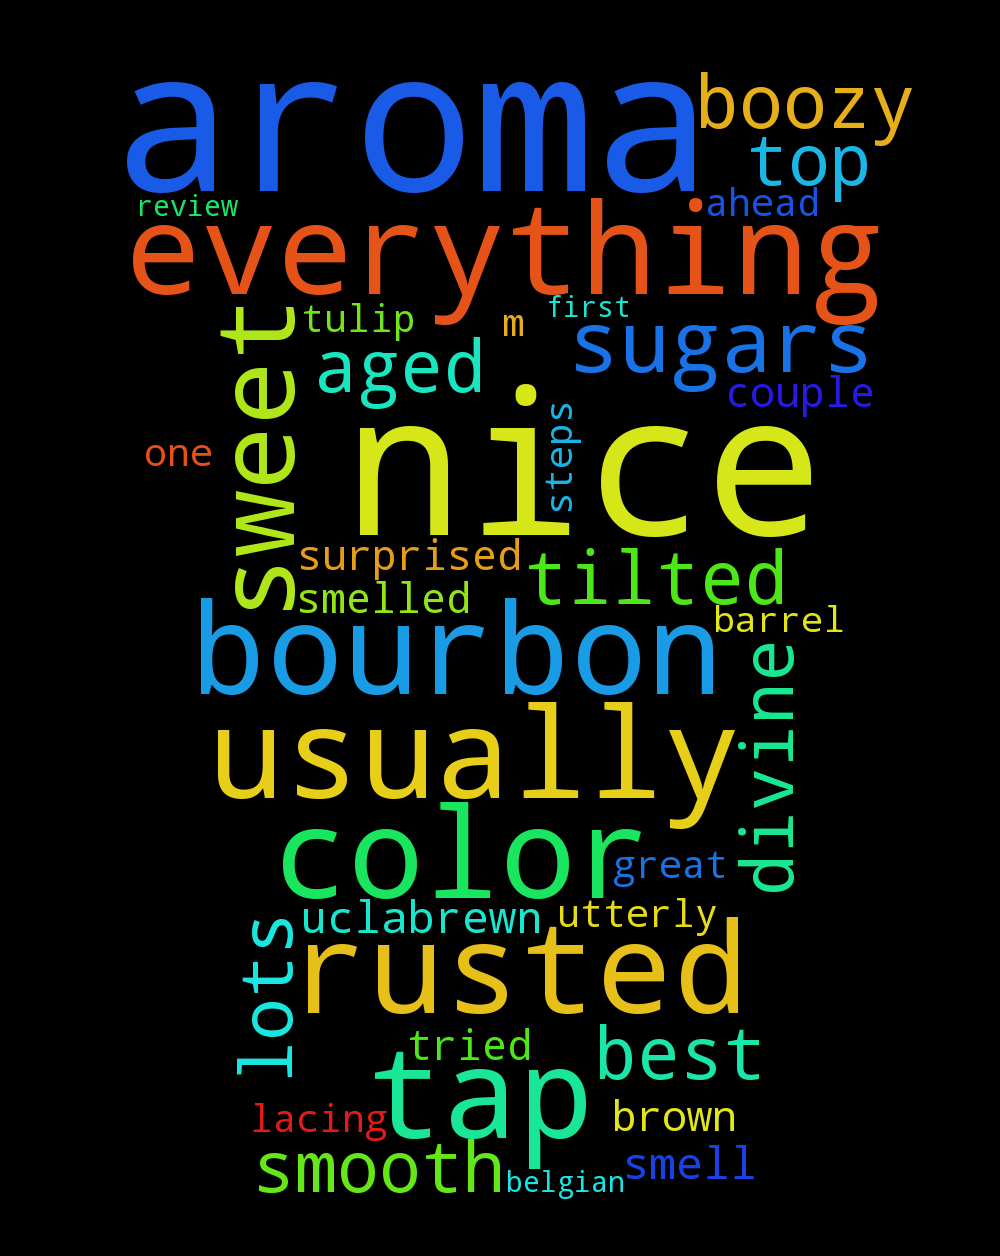 aroma
boozy
top
review
ahead
everything
tulip
m
first
sugars
sweet
aged
couple
nice
steps
one
surprised
tilted
smelled
bourbon
barrel
divine
usually
color
great
uclabrewn
utterly
lots
rusted
tried
best
tap
lacing
brown
smooth
belgian
smell